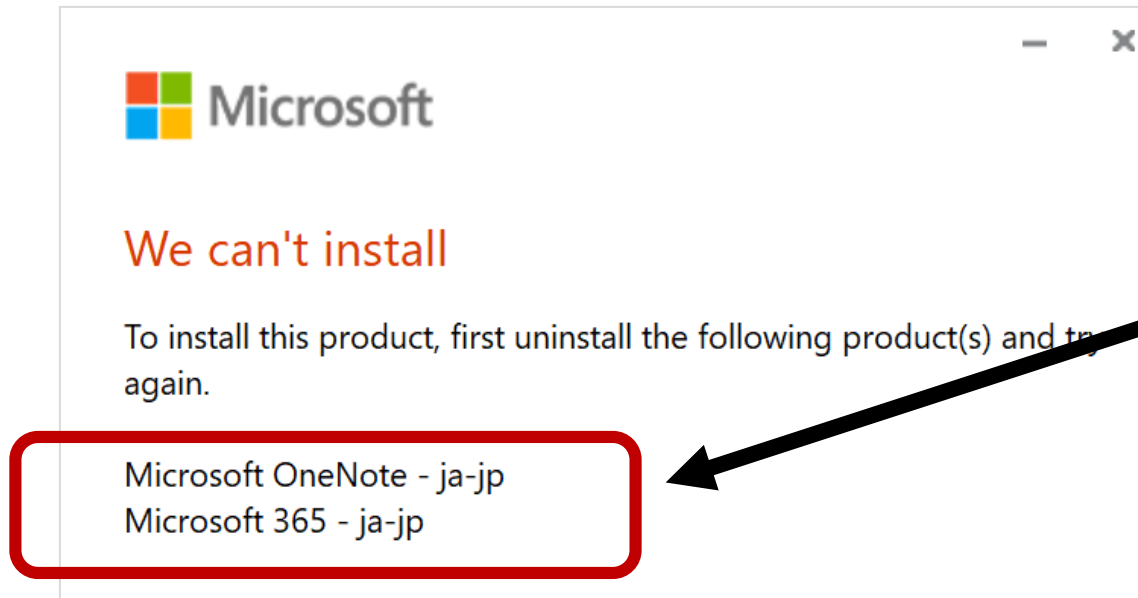 Microsoft
We can't install
To install this product, first uninstall the following product(s) and try
again.
Microsoft OneNote - ja-jp
Microsoft 365 - ja-jp